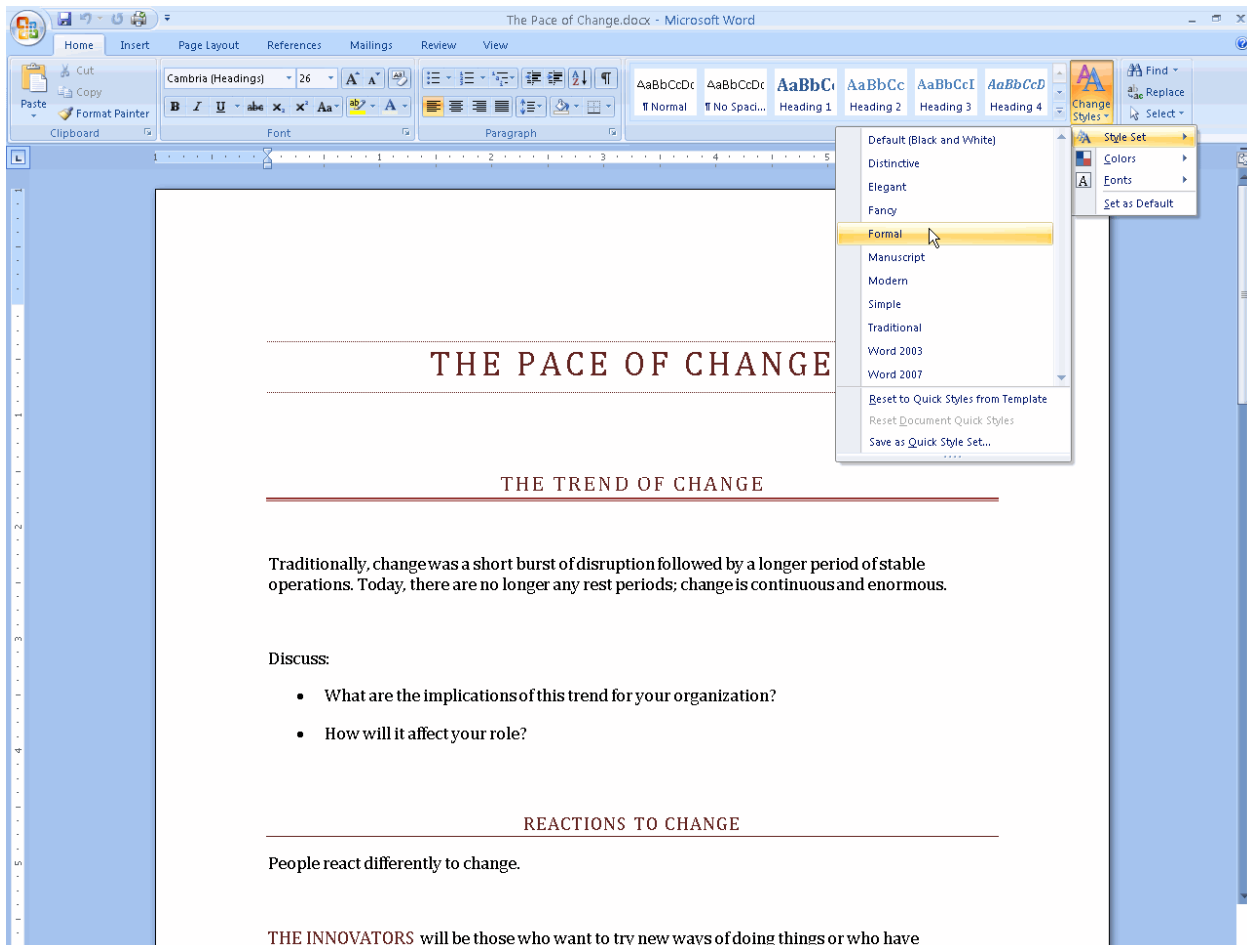 The Pace of Change.docx - Microsoft Word
Home Insert Page Layout References Mailings Review View
Paste
Cut
Copy
Format Painter
Clipboard
Cambria (Headings) 26
Font
Paragraph
AaBbCcDc AaBbCcDc AaBbC AaBbCc AaBbCcI AaBbCcD
¶ Normal ¶ No Spaci... Heading 1 Heading 2 Heading 3 Heading 4
Change
Styles
Find
Replace
Select
Style Set
Colors
Fonts
Set as Default
Default (Black and White)
Distinctive
Elegant
Fancy
Formal
Manuscript
Modern
Simple
Traditional
Word 2003
Word 2007
Reset to Quick Styles from Template
Reset Document Quick Styles
Save as Quick Style Set...
1 1 2 3 4 5
THE PACE OF CHANGE
THE TREND OF CHANGE
Traditionally, change was a short burst of disruption followed by a longer period of stable
operations. Today, there are no longer any rest periods; change is continuous and enormous.
Discuss:
• What are the implications of this trend for your organization?
• How will it affect your role?
REACTIONS TO CHANGE
People react differently to change.
THE INNOVATORS will be those who want to try new ways of doing things or who have